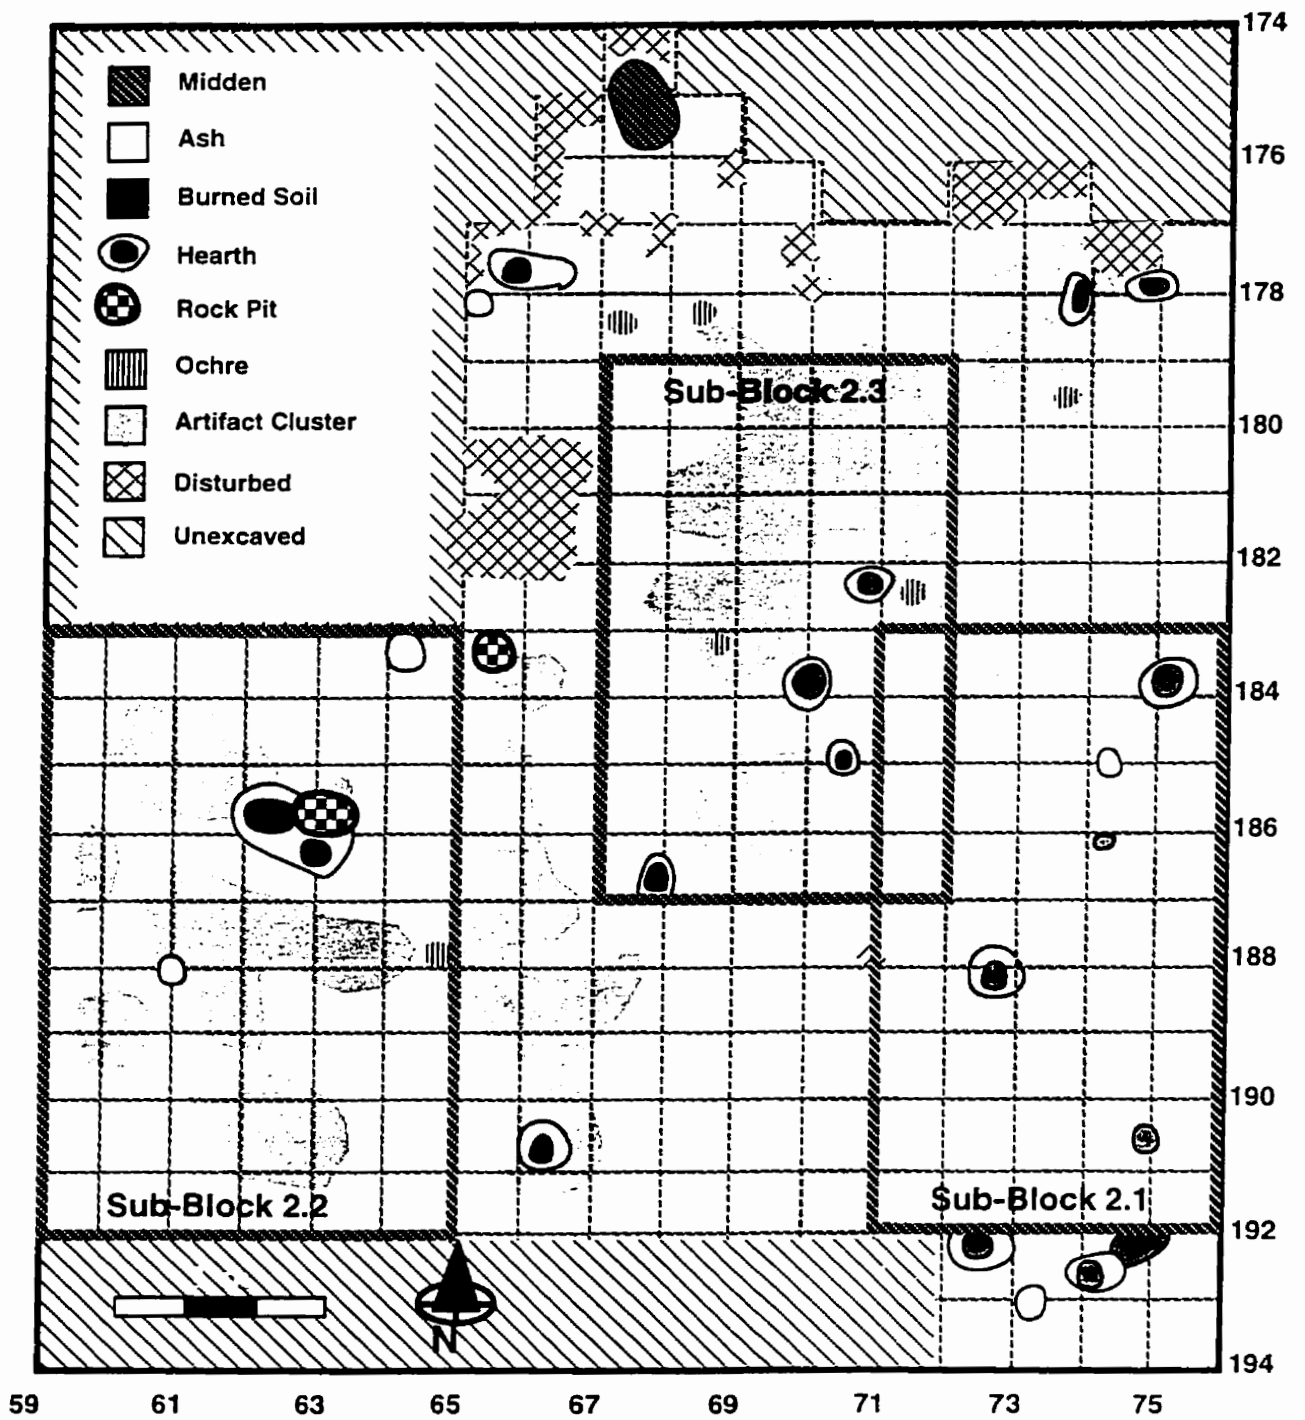 174
Midden
Ash
176
Burned Soil
Hearth
178
Rock Pit
Ochre
Sub-Block 2.3
180
Artifact Cluster
Disturbed
Unexcaved
182
184
186
188
190
Sub-Block 2.2
Sub-Block 2.1
192
N
194
59 61 63 65 67 69 71 73 75